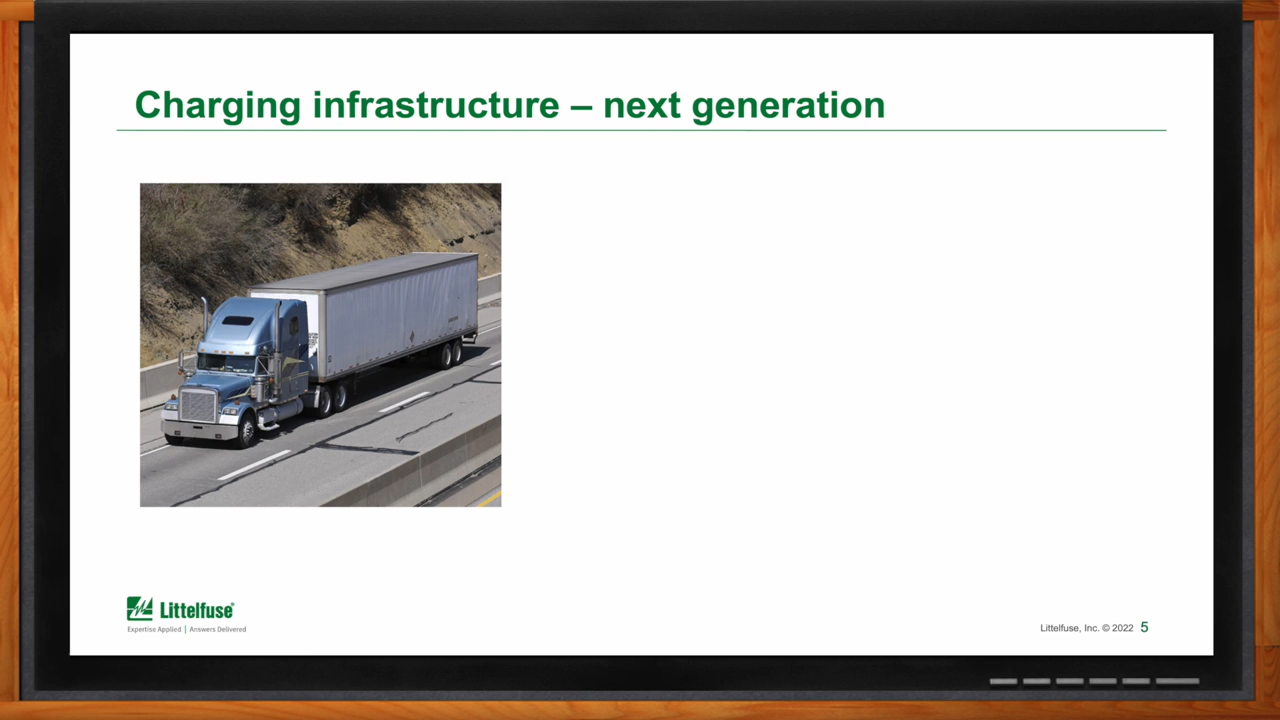 Charging infrastructure – next generation
Littelfuse®
Expertise Applied | Answers Delivered
Littelfuse, Inc. © 2022 5